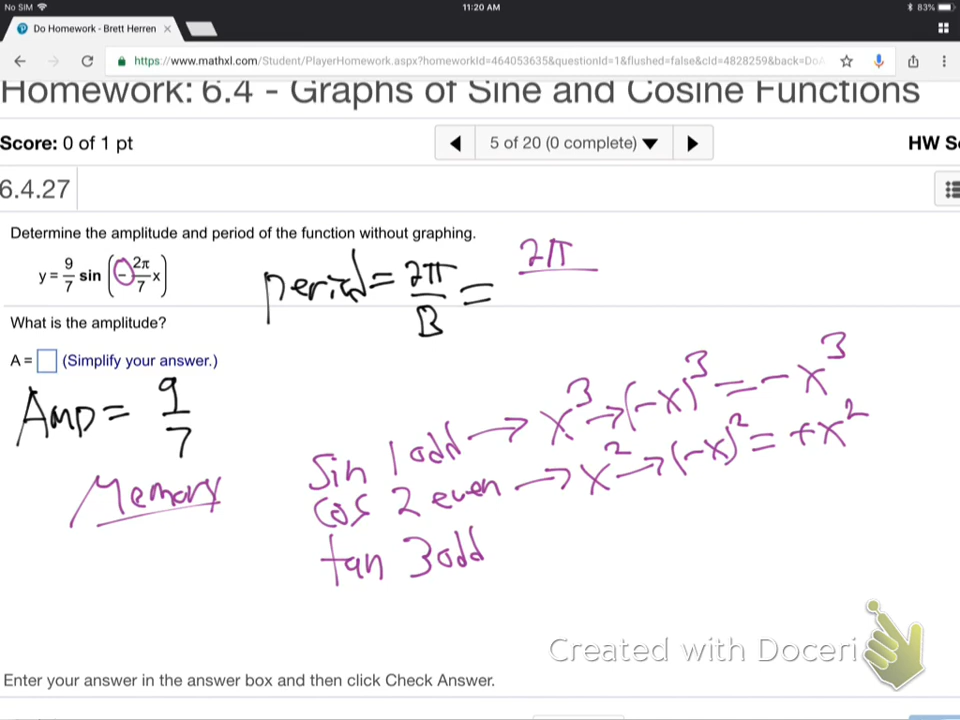 No SIM 11:20 AM 83%
Do Homework - Brett Herren ×
https://www.mathxl.com/Student/PlayerHomework.aspx?homeworkId=464053635&questionId=1&flushed=false&cId=4828259&back=DoA
Homework: 6.4 - Graphs of Sine and Cosine Functions
Score: 0 of 1 pt 5 of 20 (0 complete) HW S
6.4.27
Determine the amplitude and period of the function without graphing.
y = 9/7 sin (-2π/7 x) period = 2π/B = 2π
What is the amplitude?
A = (Simplify your answer.)
Amp = 9/7
Memory
Sin 1 odd → x³ → (-x)³ = -x³
cos 2 even → x² → (-x)² = +x²
tan 3 odd
Created with Doceri
Enter your answer in the answer box and then click Check Answer.